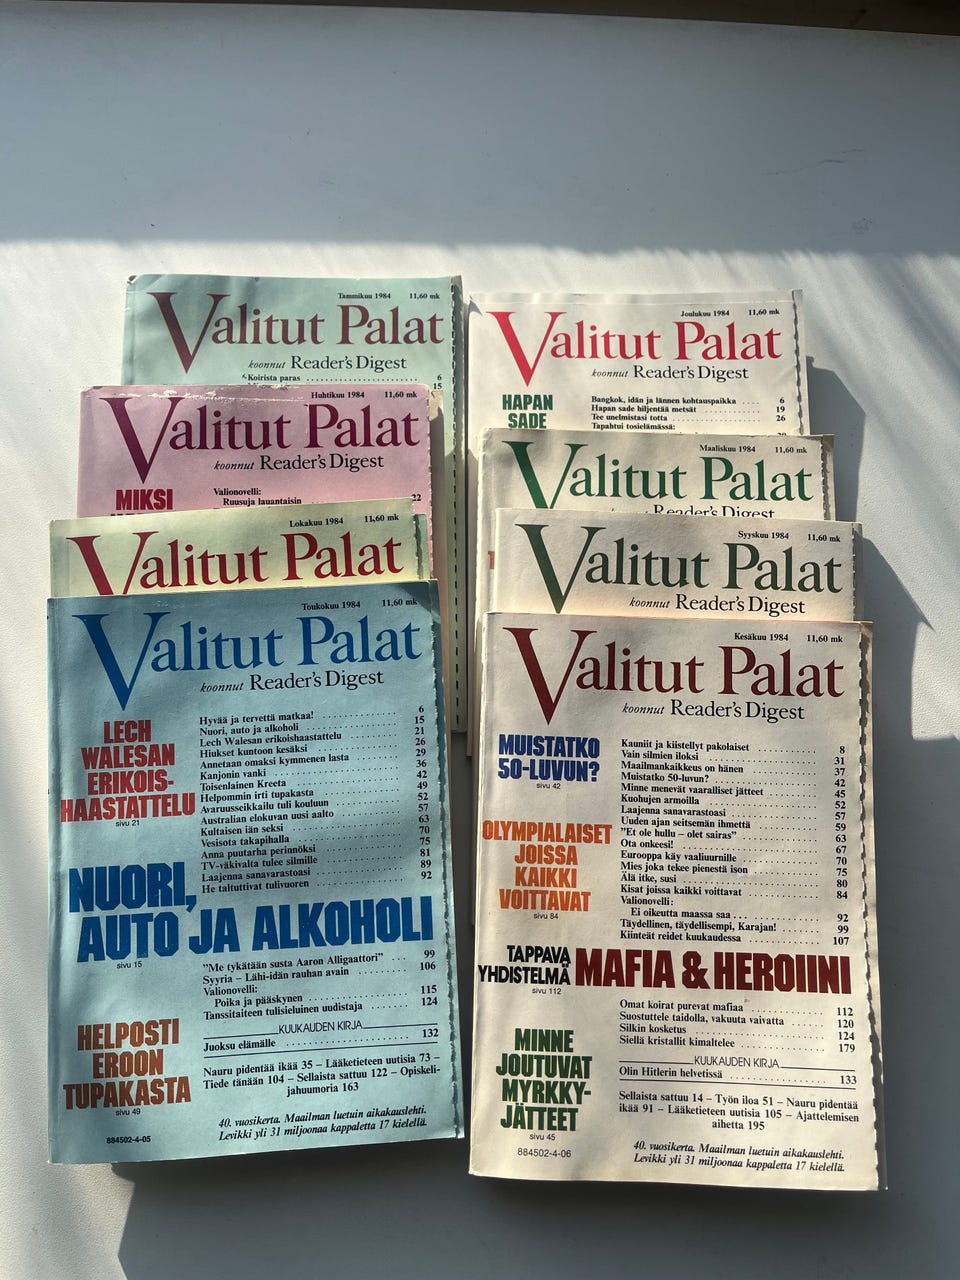 Tammikuu 1984 11,60 mk
Valitut Palat
koonnut Reader's Digest
Koirista paras 6
15
Huhtikuu 1984 11,60 mk
Valitut Palat
koonnut Reader's Digest
MIKSI
Valionovelli:
Ruusuja lauantaisin 22
Lokakuu 1984 11,60 mk
Valitut Palat
Toukokuu 1984 11,60 mk
Valitut Palat
koonnut Reader's Digest
LECH
WALESAN
ERIKOIS-
HAASTATTELU
sivu 21
Hyvää ja tervettä matkaa! 6
Nuori, auto ja alkoholi 15
Lech Walesan erikoishaastattelu 21
Hiukset kuntoon kesäksi 26
Annetaan omaksi kymmenen lasta 29
Kanjonin vanki 36
Toisenlainen Kreeta 42
Helpommin irti tupakasta 49
Avaruusseikkailu tuli kouluun 52
Australian elokuvan uusi aalto 57
Kultaisen iän seksi 63
Vesisota takapihalla 70
Anna puutarha perinnöksi 75
TV-väkivalta tulee silmille 81
Laajenna sanavarastoasi 89
He taltuttivat tulivuoren 92
NUORI,
AUTO JA ALKOHOLI
sivu 15
"Me tykätään susta Aaron Alligaattori" 99
Syyria – Lähi-idän rauhan avain 106
Valionovelli:
Poika ja pääskynen 115
Tanssitaiteen tulisieluinen uudistaja 124
KUUKAUDEN KIRJA
Juoksu elämälle 132
HELPOSTI
EROON
TUPAKASTA
sivu 49
Nauru pidentää ikää 35 – Lääketieteen uutisia 73 –
Tiede tänään 104 – Sellaista sattuu 122 – Opiskeli-
jahuumoria 163
40. vuosikerta. Maailman luetuin aikakauslehti.
Levikki yli 31 miljoonaa kappaletta 17 kielellä.
884502-4-05
Joulukuu 1984 11,60 mk
Valitut Palat
koonnut Reader's Digest
HAPAN
SADE
Bangkok, idän ja lännen kohtauspaikka 6
Hapan sade hiljentää metsät 19
Tee unelmistasi totta 26
Tapahtui tosielämässä:
Maaliskuu 1984 11,60 mk
Valitut Palat
Reader's Digest
Syyskuu 1984 11,60 mk
Valitut Palat
koonnut Reader's Digest
Kesäkuu 1984 11,60 mk
Valitut Palat
koonnut Reader's Digest
MUISTATKO
50-LUVUN?
sivu 42
OLYMPIALAISET
JOISSA
KAIKKI
VOITTAVAT
sivu 84
Kauniit ja kiistellyt pakolaiset 8
Vain silmien iloksi 31
Maailmankaikkeus on hänen 37
Muistatko 50-luvun? 42
Minne menevät vaaralliset jätteet 45
Kuohujen armoilla 52
Laajenna sanavarastoasi 57
Uuden ajan seitsemän ihmettä 59
"Et ole hullu – olet sairas" 63
Ota onkeesi! 67
Eurooppa käy vaaliuurnille 70
Mies joka tekee pienestä ison 75
Älä itke, susi 80
Kisat joissa kaikki voittavat 84
Valionovelli:
Ei oikeutta maassa saa... 92
Täydellinen, täydellisempi, Karajan! 99
Kiinteät reidet kuukaudessa 107
TAPPAVA
YHDISTELMÄ MAFIA & HEROIINI
sivu 112
Omat koirat purevat mafiaa 112
Suostuttele taidolla, vakuuta vaivatta 120
Silkin kosketus 124
Siellä kristallit kimaltelee 179
KUUKAUDEN KIRJA
Olin Hitlerin helvetissä 133
MINNE
JOUTUVAT
MYRKKY-
JÄTTEET
sivu 45
Sellaista sattuu 14 – Työn iloa 51 – Nauru pidentää
ikää 91 – Lääketieteen uutisia 105 – Ajattelemisen
aihetta 195
40. vuosikerta. Maailman luetuin aikakauslehti.
Levikki yli 31 miljoonaa kappaletta 17 kielellä.
884502-4-06